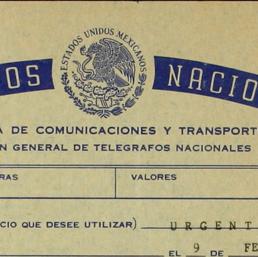 ESTADOS UNIDOS MEXICANOS
OS NACIO
A DE COMUNICACIONES Y TRANSPORT
N GENERAL DE TELEGRAFOS NACIONALES
RAS VALORES
CIO QUE DESEE UTILIZAR) URGENT
EL 9 DE FE